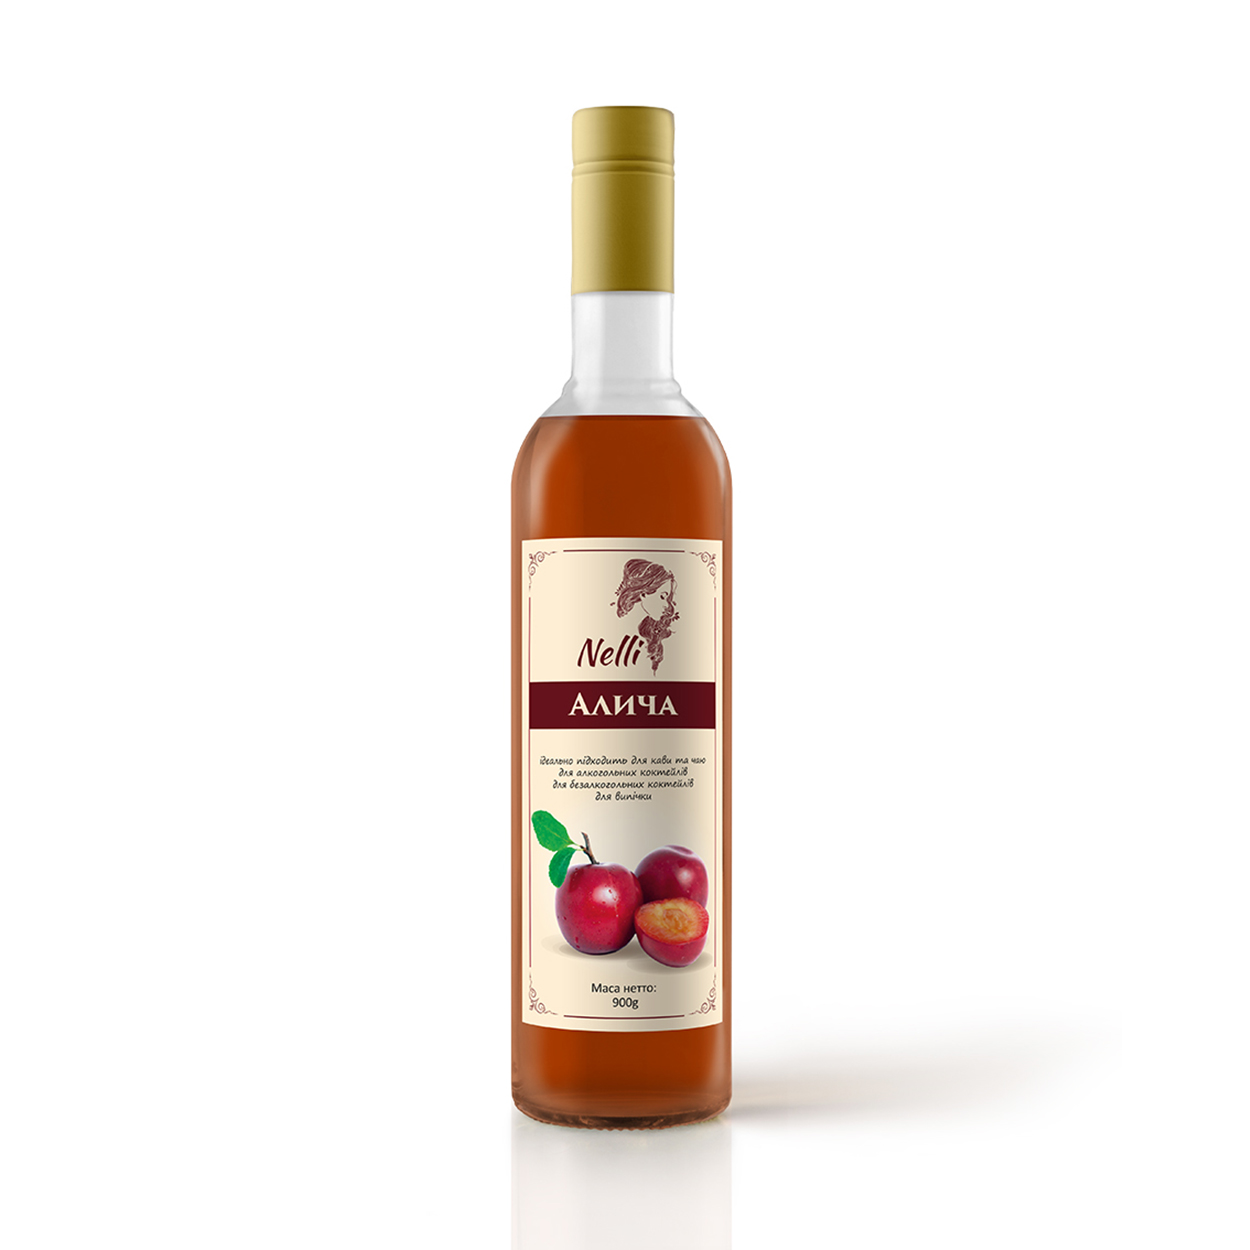 Nelli
АЛИЧА
ідеально підходить для кави та чаю
для алкогольних коктейлів
для безалкогольних коктейлів
для випічки
Маса нетто:
900g